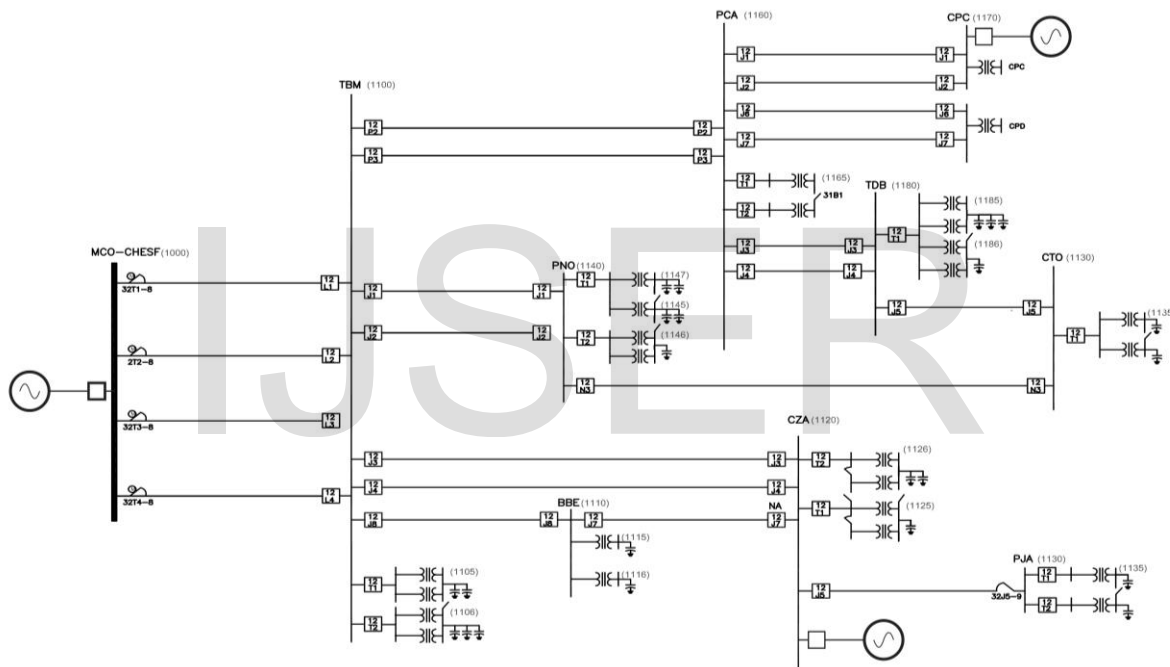 PCA (1160)
CPC (1170)
12 J1
12 J1
CPC
12 J2
12 J2
TBM (1100)
12 J6
12 J6
CPD
12 P2
12 P2
12 J7
12 J7
12 P3
12 P3
12 T1
(1165)
31B1
12 T2
TDB (1180)
(1185)
12 T1
12 J3
12 J3
(1186)
MCO-CHESF(1000)
CTO (1130)
PNO(1140)
12 J4
12 J4
32T1-8
12 L1
12 J1
12 J1
12 T1
(1147)
(1145)
12 J5
12 J5
(1135
12 J2
12 J2
12 T2
(1146)
12 T1
2T2-8
12 L2
12 N3
12 N3
IJSER
32T3-8
12 L3
CZA (1120)
12 J3
12 J3
12 T2
(1126)
12 J4
12 J4
32T4-8
12 L4
BBE(1110)
NA
12 T1
(1125)
12 J8
12 J8
12 J7
12 J7
(1115)
PJA (1130)
12 T1
(1105)
(1116)
12 T1
(1135)
12 J5
32J5-9
12 T2
(1106)
12 T2